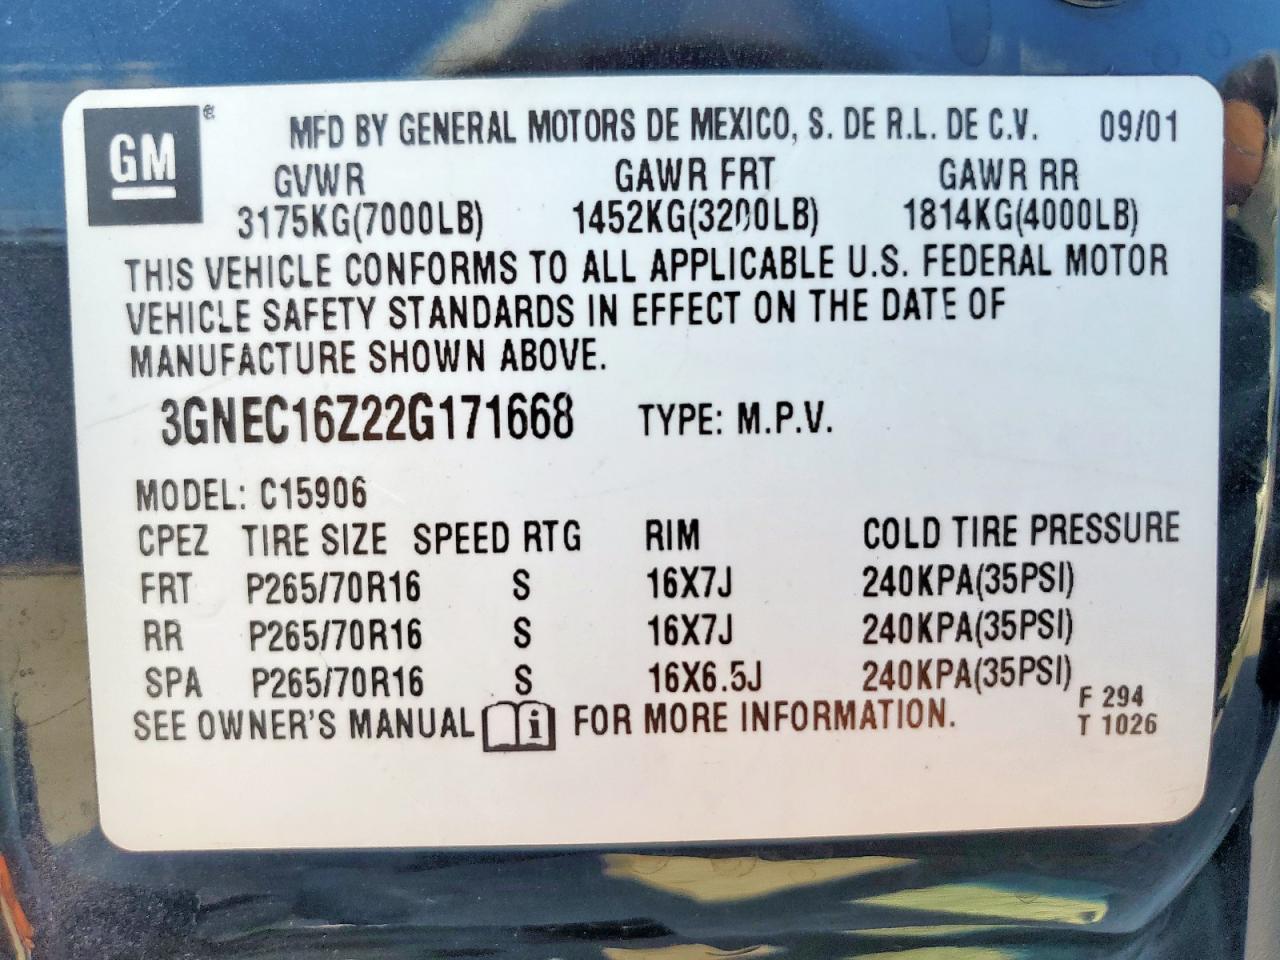 GM ® MFD BY GENERAL MOTORS DE MEXICO, S. DE R.L. DE C.V. 09/01
GVWR GAWR FRT GAWR RR
3175KG(7000LB) 1452KG(3200LB) 1814KG(4000LB)
THIS VEHICLE CONFORMS TO ALL APPLICABLE U.S. FEDERAL MOTOR
VEHICLE SAFETY STANDARDS IN EFFECT ON THE DATE OF
MANUFACTURE SHOWN ABOVE.
3GNEC16Z22G171668 TYPE: M.P.V.
MODEL: C15906
CPEZ TIRE SIZE SPEED RTG RIM COLD TIRE PRESSURE
FRT P265/70R16 S 16X7J 240KPA(35PSI)
RR P265/70R16 S 16X7J 240KPA(35PSI)
SPA P265/70R16 S 16X6.5J 240KPA(35PSI)
SEE OWNER'S MANUAL i FOR MORE INFORMATION.
F 294
T 1026